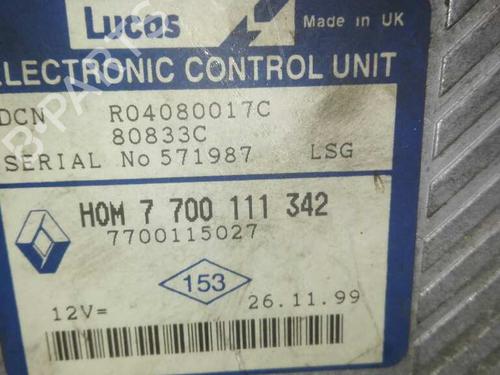 Lucas
Made in UK
ELECTRONIC CONTROL UNIT
DCN R04080017C
80833C
SERIAL No 571987 LSG
HOM 7 700 111 342
7700115027
153
12V= 26.11.99